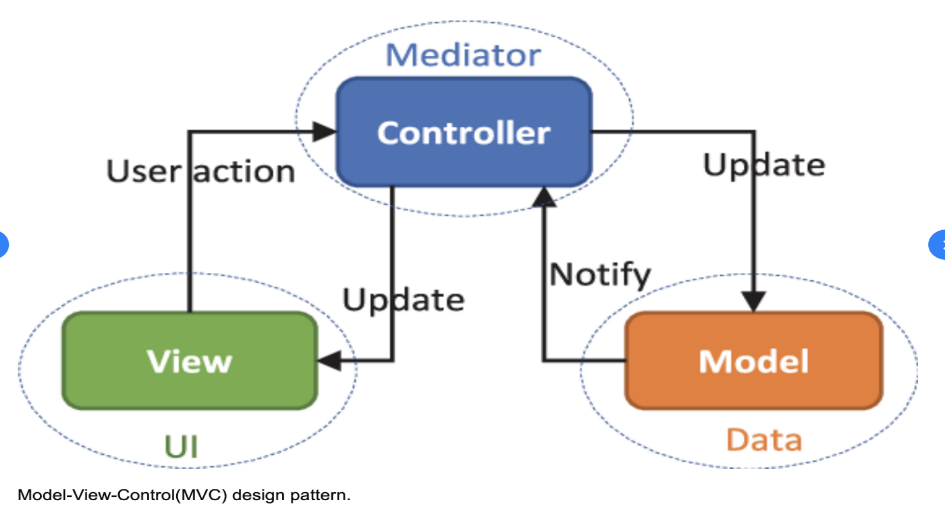 Mediator
Controller
User action
Update
Notify
Update
View
Model
UI
Data
Model-View-Control(MVC) design pattern.